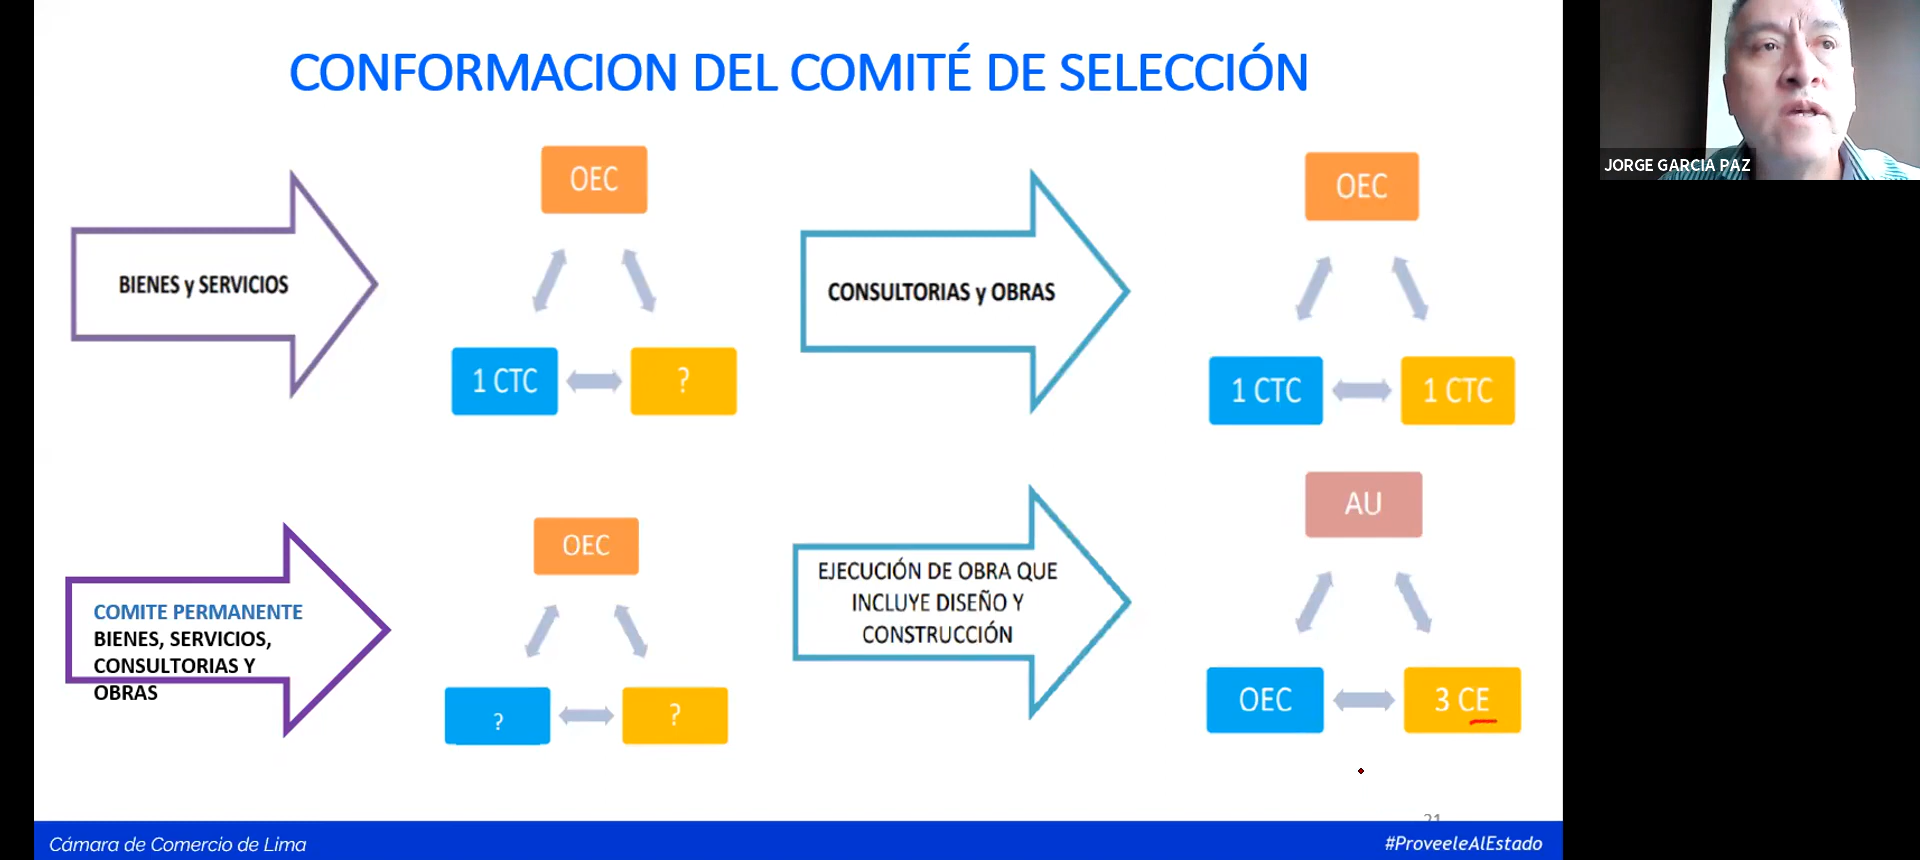 CONFORMACION DEL COMITÉ DE SELECCIÓN
JORGE GARCIA PAZ
BIENES y SERVICIOS
OEC
1 CTC
?
CONSULTORIAS y OBRAS
OEC
1 CTC
1 CTC
COMITE PERMANENTE
BIENES, SERVICIOS,
CONSULTORIAS Y
OBRAS
OEC
?
?
EJECUCIÓN DE OBRA QUE
INCLUYE DISEÑO Y
CONSTRUCCIÓN
AU
OEC
3 CE
21
Cámara de Comercio de Lima
#ProveeleAlEstado